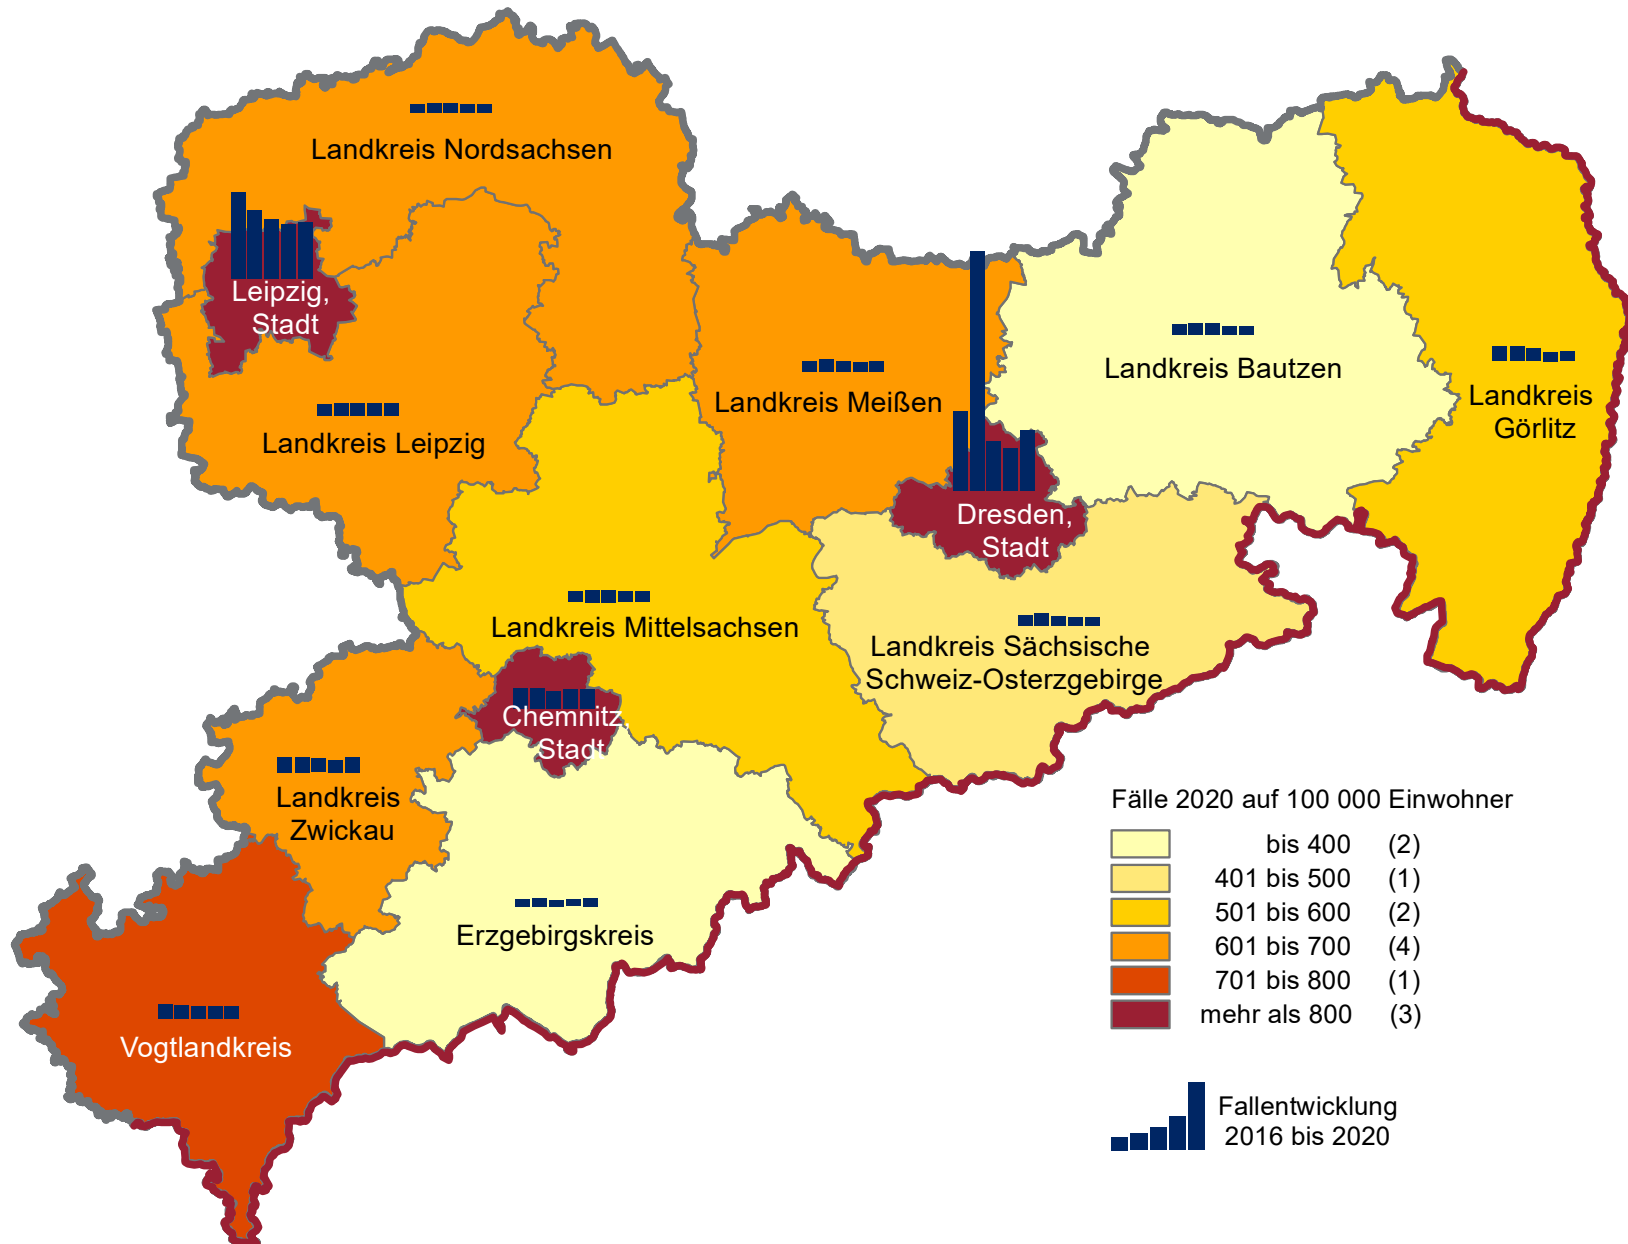 Landkreis Nordsachsen
Leipzig,
Stadt
Landkreis Leipzig
Landkreis Meißen
Landkreis Bautzen
Landkreis
Görlitz
Dresden,
Stadt
Landkreis Mittelsachsen
Landkreis Sächsische
Schweiz-Osterzgebirge
Chemnitz,
Stadt
Landkreis
Zwickau
Erzgebirgskreis
Vogtlandkreis
Fälle 2020 auf 100 000 Einwohner
bis 400 (2)
401 bis 500 (1)
501 bis 600 (2)
601 bis 700 (4)
701 bis 800 (1)
mehr als 800 (3)
Fallentwicklung
2016 bis 2020